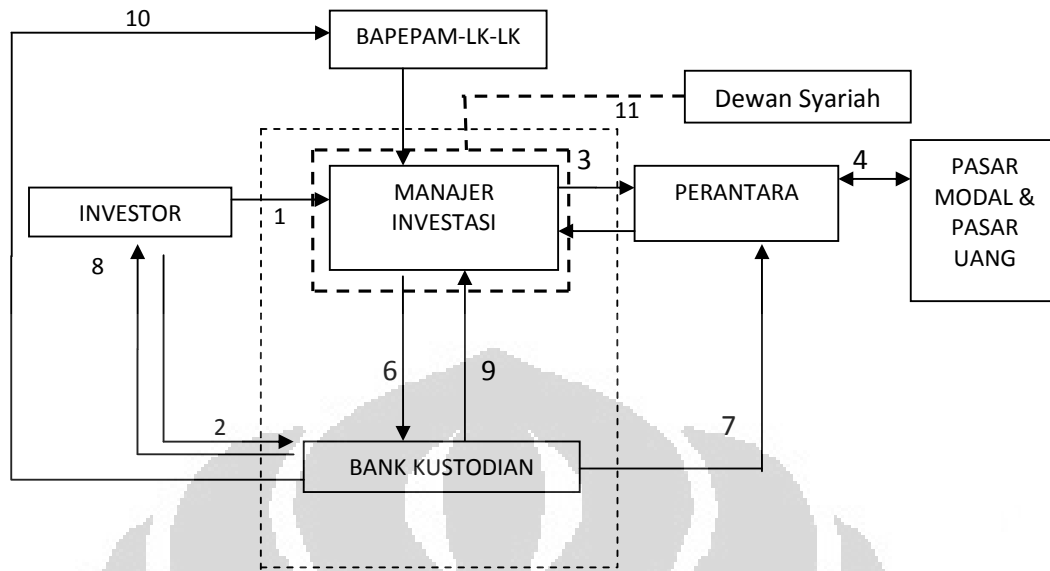 10
BAPEPAM-LK-LK
Dewan Syariah
11
3
4
PASAR
MODAL &
PASAR
UANG
MANAJER
INVESTASI
PERANTARA
INVESTOR
1
8
6
9
2
7
BANK KUSTODIAN